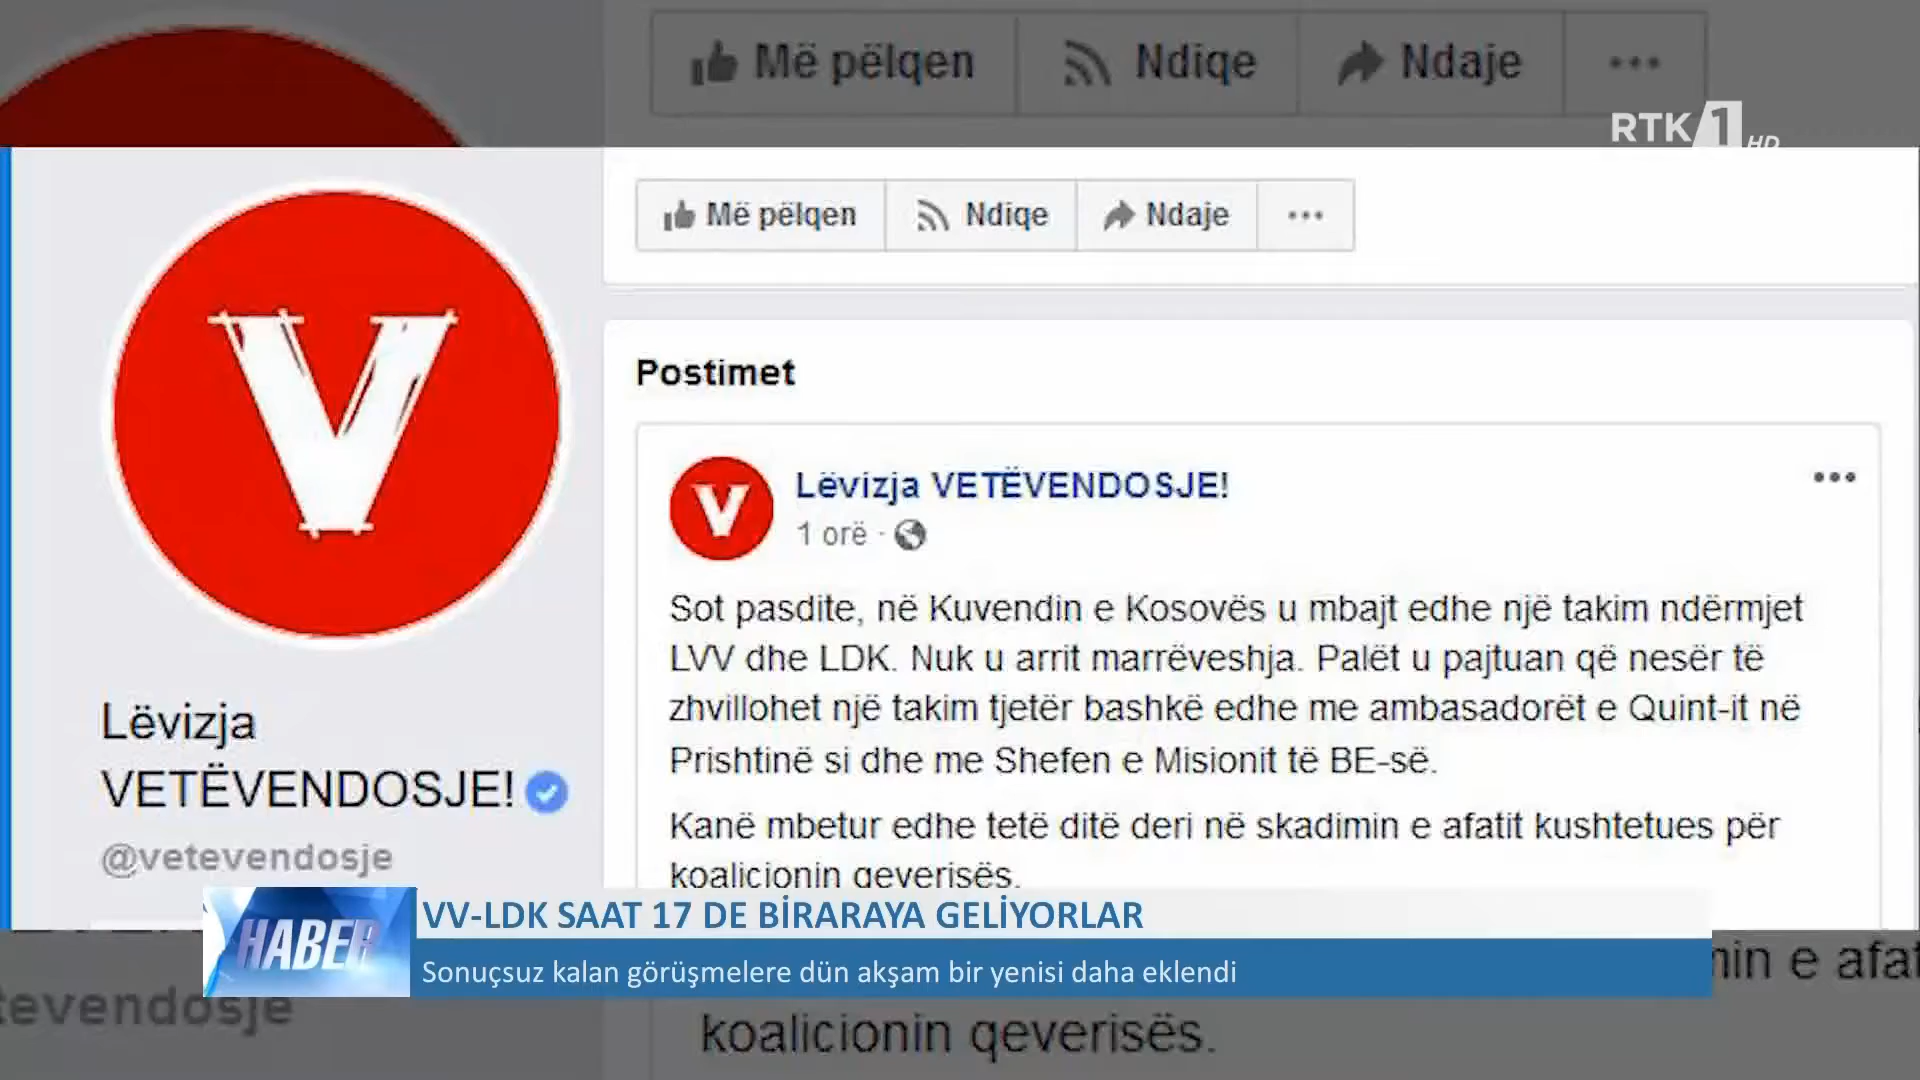 Më pëlqen Ndiqe Ndaje
RTK 1 HD
Më pëlqen Ndiqe Ndaje
V
Postimet
V
Lëvizja VETËVENDOSJE!
1 orë
Sot pasdite, në Kuvendin e Kosovës u mbajt edhe një takim ndërmjet
LVV dhe LDK. Nuk u arrit marrëveshja. Palët u pajtuan që nesër të
zhvillohet një takim tjetër bashkë edhe me ambasadorët e Quint-it në
Prishtinë si dhe me Shefen e Misionit të BE-së.
Kanë mbetur edhe tetë ditë deri në skadimin e afatit kushtetues për
koalicionin qeverisës.
Lëvizja
VETËVENDOSJE!
@vetevendosje
HABER
VV-LDK SAAT 17 DE BİRARAYA GELİYORLAR
Sonuçsuz kalan görüşmelere dün akşam bir yenisi daha eklendi
min e afat
tevendosje
koalicionin qeverisës.